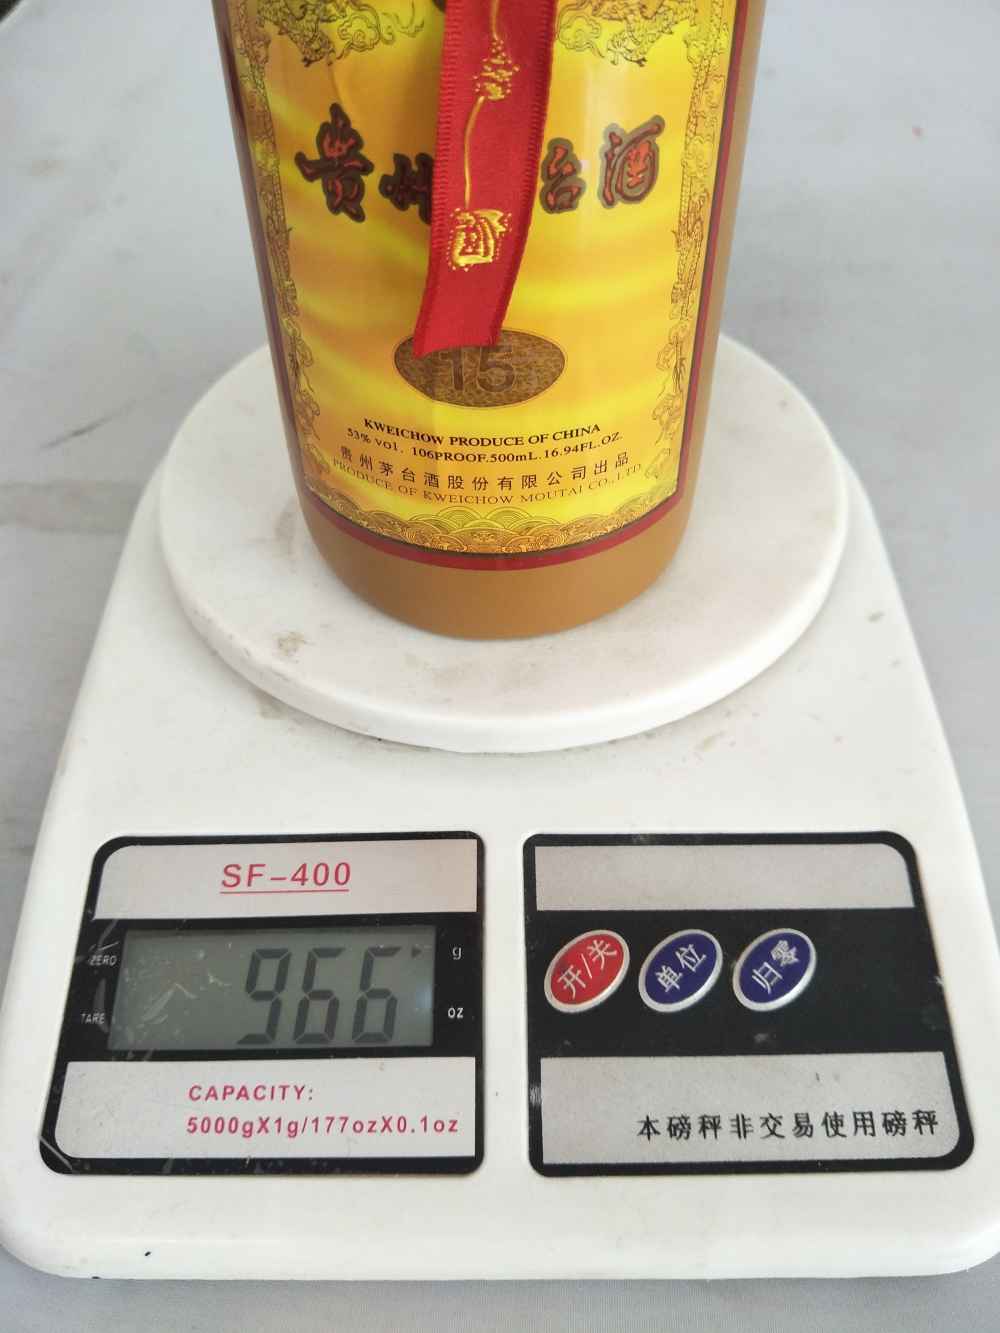 贵州 台酒
15
KWEICHOW PRODUCE OF CHINA
53% vol. 106PROOF.500mL.16.94FL.OZ.
贵州茅台酒股份有限公司出品
PRODUCE OF KWEICHOW MOUTAI CO., LTD
SF-400
ZERO
966
g
TARE
oz
CAPACITY:
5000gX1g/177ozX0.1oz
开/关
单位
归零
本磅秤非交易使用磅秤